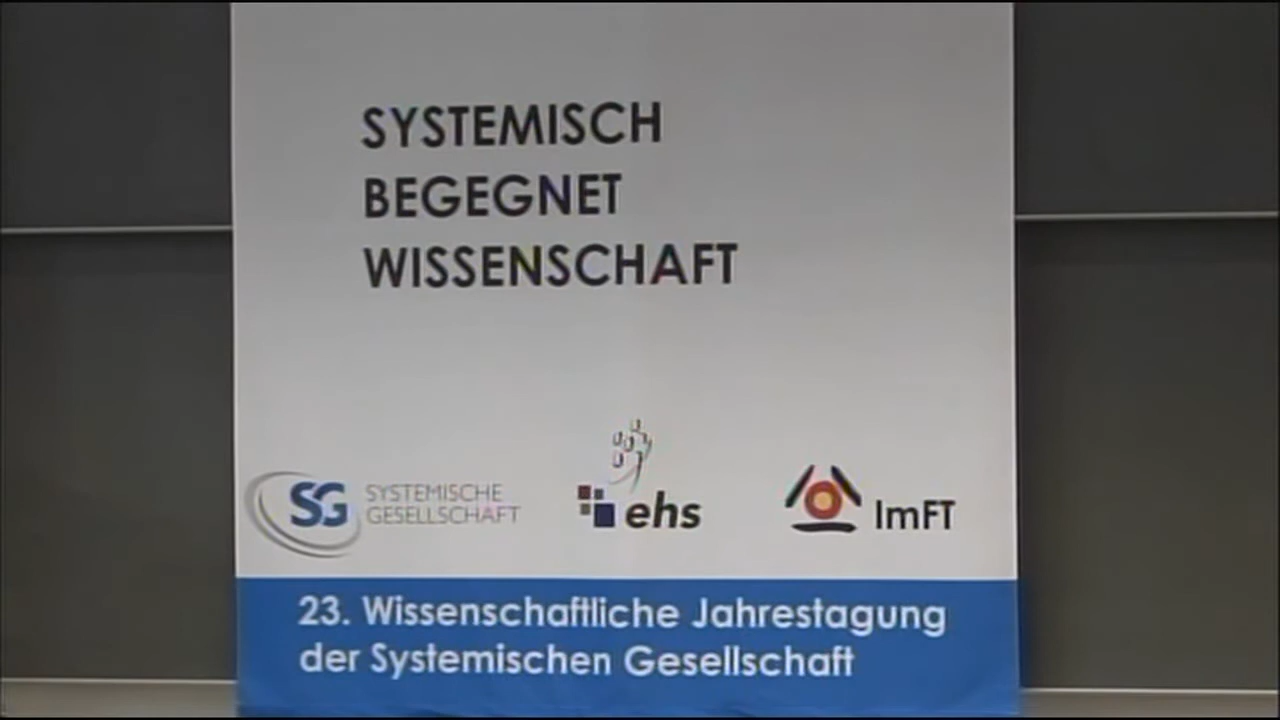 SYSTEMISCH
BEGEGNET
WISSENSCHAFT
SG SYSTEMISCHE
GESELLSCHAFT
ehs
ImFT
23. Wissenschaftliche Jahrestagung
der Systemischen Gesellschaft